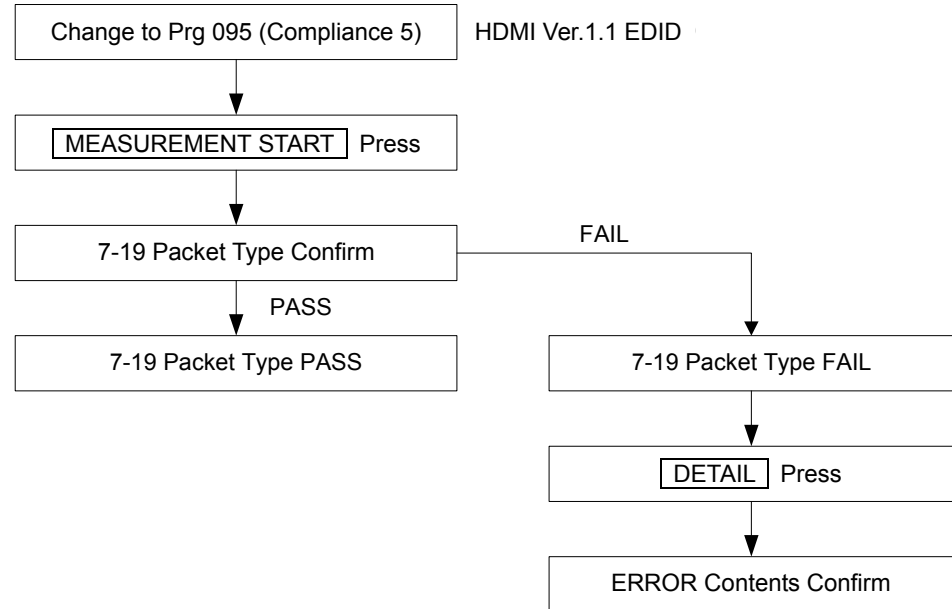 Change to Prg 095 (Compliance 5)
HDMI Ver.1.1 EDID
MEASUREMENT START Press
7-19 Packet Type Confirm
FAIL
PASS
7-19 Packet Type PASS
7-19 Packet Type FAIL
DETAIL Press
ERROR Contents Confirm